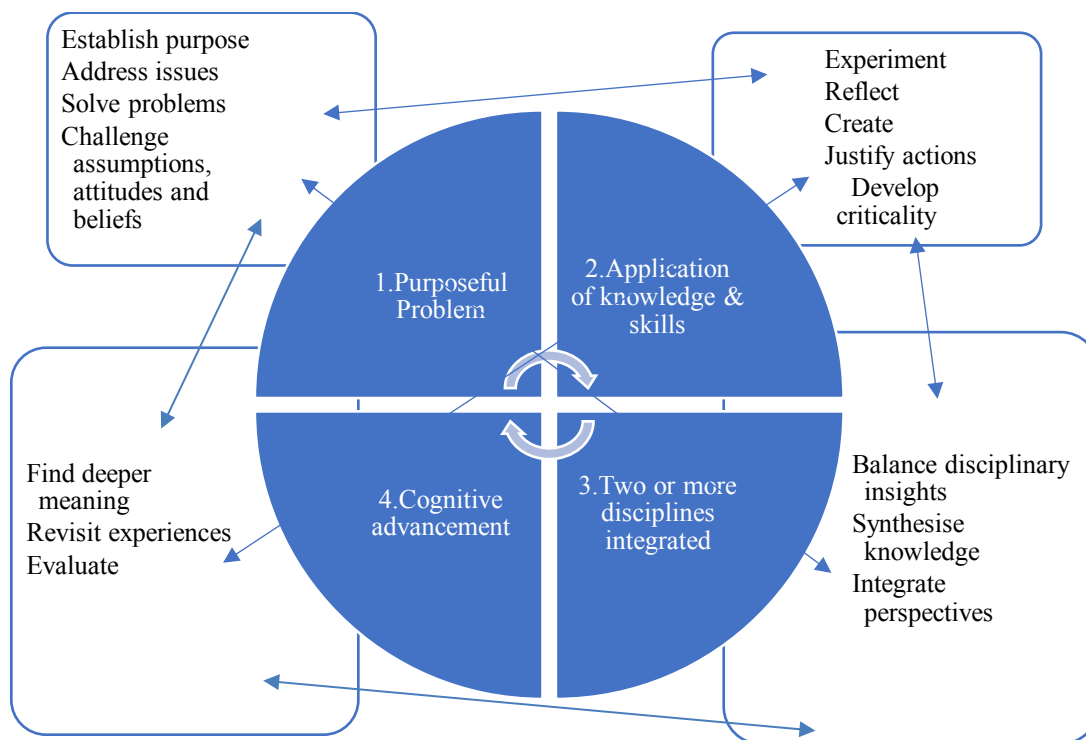 Establish purpose
Address issues
Solve problems
Challenge
assumptions,
attitudes and
beliefs
Experiment
Reflect
Create
Justify actions
Develop
criticality
1.Purposeful
Problem
2.Application
of knowledge &
skills
4.Cognitive
advancement
3.Two or more
disciplines
integrated
Find deeper
meaning
Revisit experiences
Evaluate
Balance disciplinary
insights
Synthesise
knowledge
Integrate
perspectives